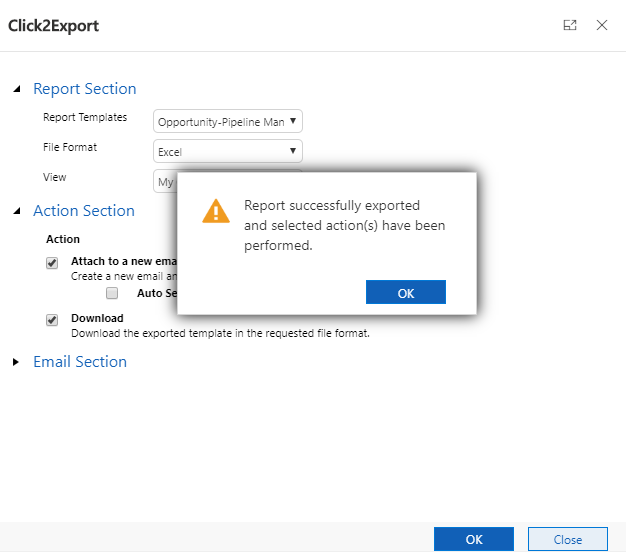 Click2Export
Report Section
Report Templates
Opportunity-Pipeline Man
File Format
Excel
View
My
Report successfully exported
and selected action(s) have been
performed.
OK
Action Section
Action
Attach to a new ema
Create a new email an
Auto Se
Download
Download the exported template in the requested file format.
Email Section
OK
Close